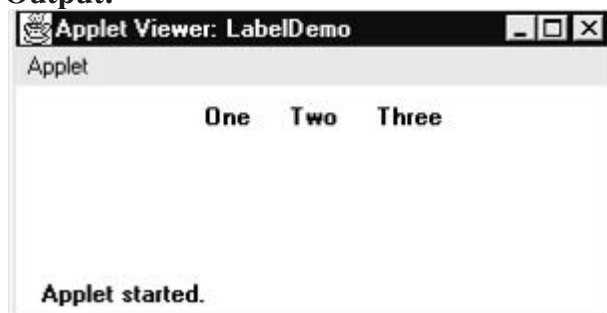 Output:
Applet Viewer: LabelDemo
Applet
One Two Three
Applet started.